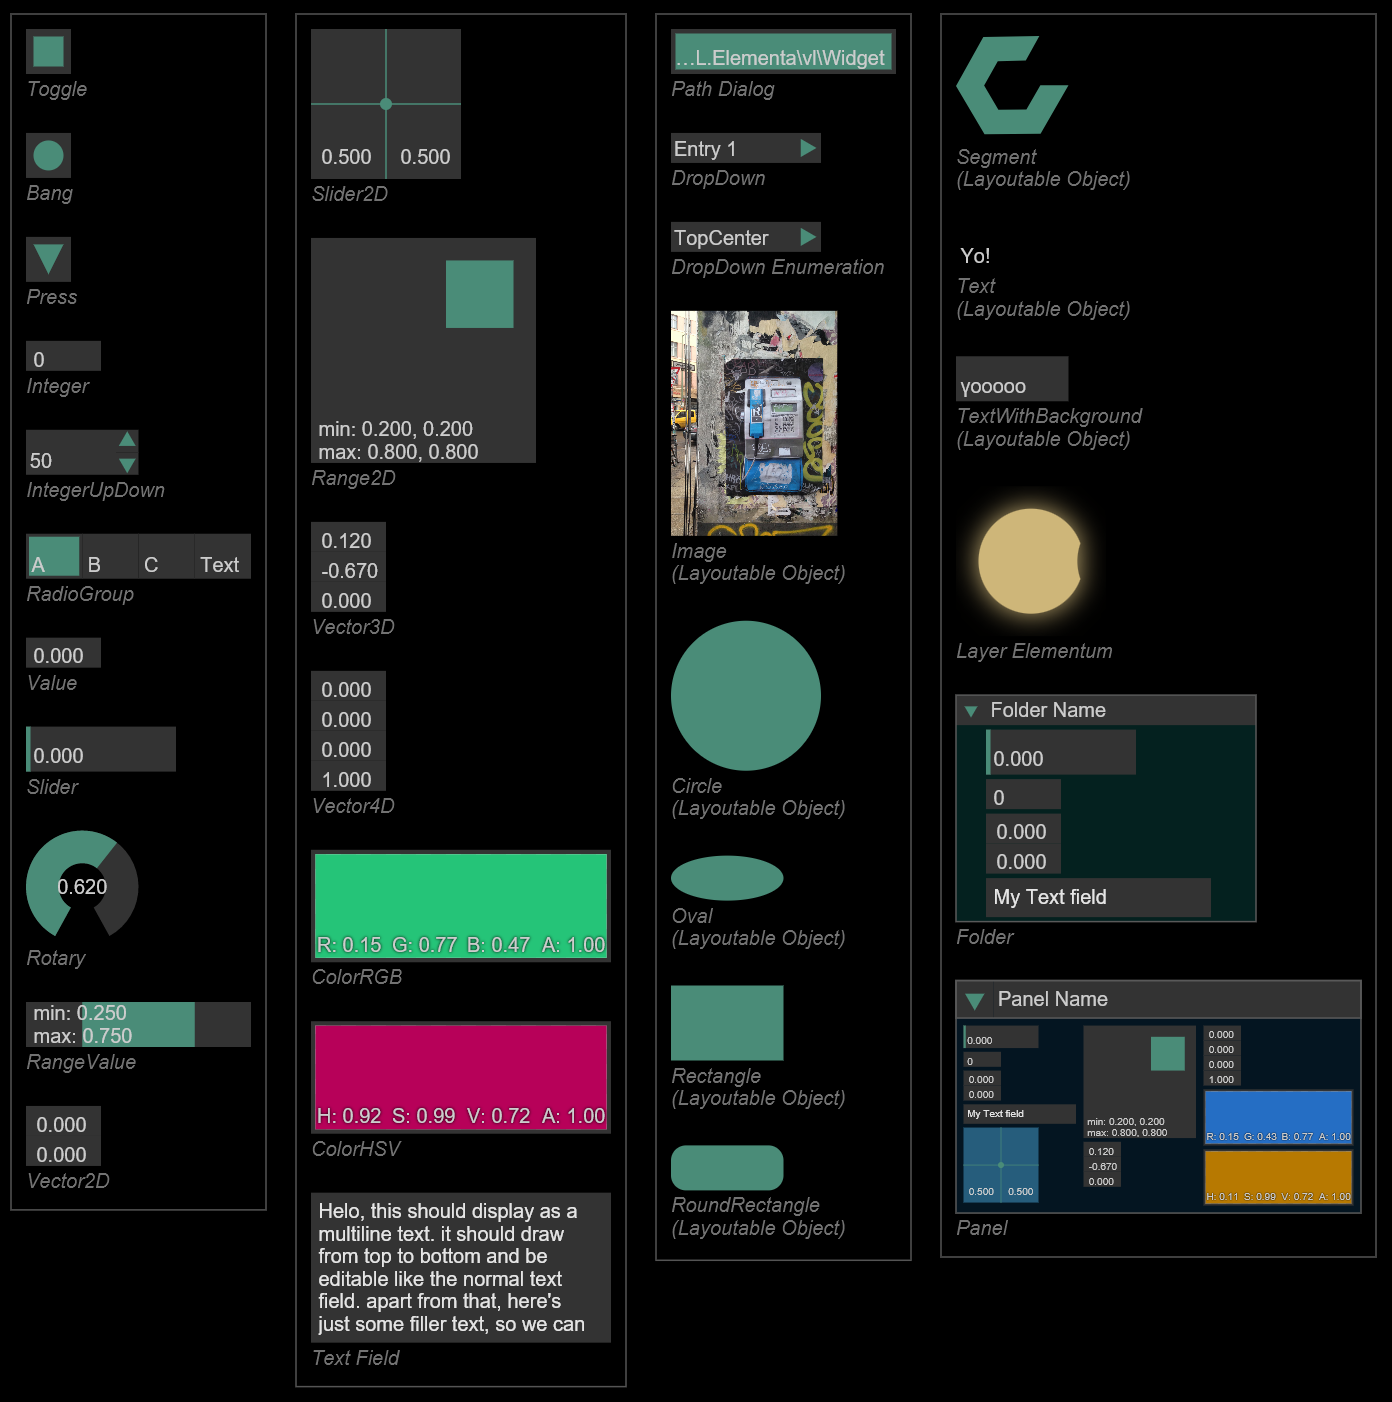 Toggle
Bang
Press
0
Integer
50
IntegerUpDown
A B C Text
RadioGroup
0.000
Value
0.000
Slider
0.620
Rotary
min: 0.250
max: 0.750
RangeValue
0.000
0.000
Vector2D
0.500 0.500
Slider2D
min: 0.200, 0.200
max: 0.800, 0.800
Range2D
0.120
-0.670
0.000
Vector3D
0.000
0.000
0.000
1.000
Vector4D
R: 0.15 G: 0.77 B: 0.47 A: 1.00
ColorRGB
H: 0.92 S: 0.99 V: 0.72 A: 1.00
ColorHSV
Helo, this should display as a
multiline text. it should draw
from top to bottom and be
editable like the normal text
field. apart from that, here's
just some filler text, so we can
Text Field
...L.Elementa\vl\Widget
Path Dialog
Entry 1
DropDown
TopCenter
DropDown Enumeration
Image
(Layoutable Object)
Circle
(Layoutable Object)
Oval
(Layoutable Object)
Rectangle
(Layoutable Object)
RoundRectangle
(Layoutable Object)
Segment
(Layoutable Object)
Yo!
Text
(Layoutable Object)
yooooo
TextWithBackground
(Layoutable Object)
Layer Elementum
Folder Name
0.000
0
0.000
0.000
My Text field
Folder
Panel Name
0.000
0
0.000
0.000
My Text field
0.500 0.500
min: 0.200, 0.200
max: 0.800, 0.800
0.120
-0.670
0.000
0.000
0.000
0.000
1.000
R: 0.15 G: 0.43 B: 0.77 A: 1.00
H: 0.11 S: 0.99 V: 0.72 A: 1.00
Panel